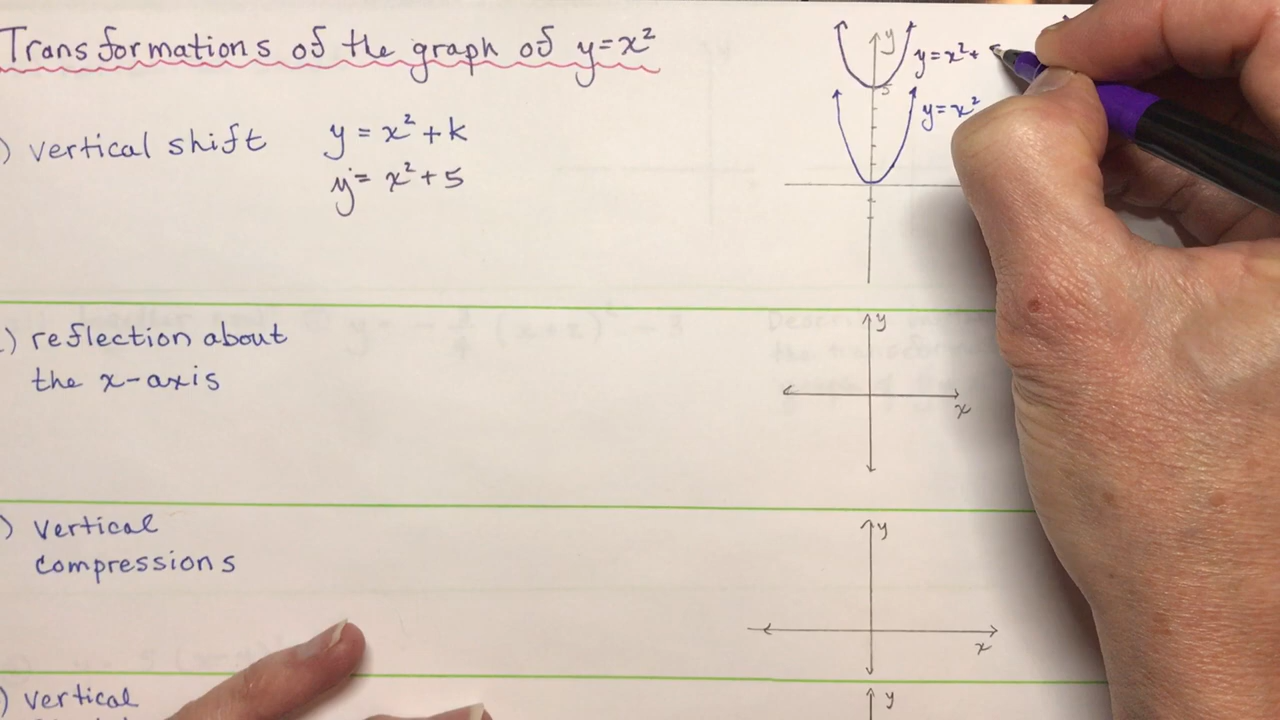 Transformations of the graph of y=x²
) vertical shift
y = x² + k
y = x² + 5
y
y=x²+
5
y=x²
) reflection about
the x-axis
y
x
) vertical
compressions
y
x
) vertical
y